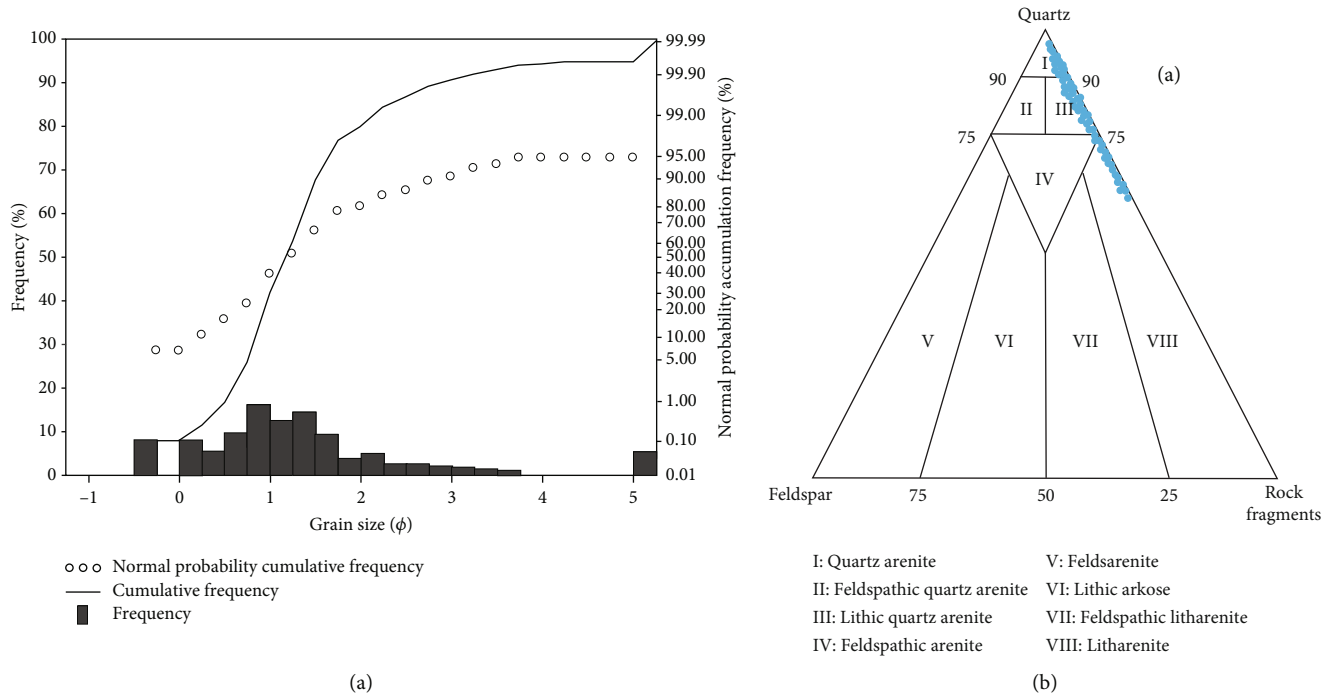 100
90
80
70
60
50
40
30
20
10
0
Frequency (%)
–1
0
1
2
3
4
5
Grain size (ϕ)
99.99
99.90
99.00
95.00
90.00
80.00
70.00
60.00
50.00
40.00
30.00
20.00
10.00
5.00
1.00
0.10
0.01
Normal probability accumulation frequency (%)
Normal probability cumulative frequency
Cumulative frequency
Frequency
(a)
Quartz
(a)
I
90
90
II
III
75
75
IV
V
VI
VII
VIII
Feldspar
75
50
25
Rock
fragments
I: Quartz arenite
II: Feldspathic quartz arenite
III: Lithic quartz arenite
IV: Feldspathic arenite
V: Feldsarenite
VI: Lithic arkose
VII: Feldspathic litharenite
VIII: Litharenite
(b)